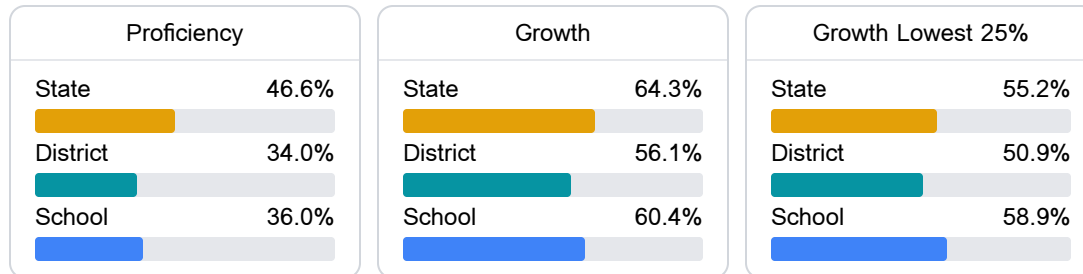 Proficiency
State 46.6%
District 34.0%
School 36.0%
Growth
State 64.3%
District 56.1%
School 60.4%
Growth Lowest 25%
State 55.2%
District 50.9%
School 58.9%